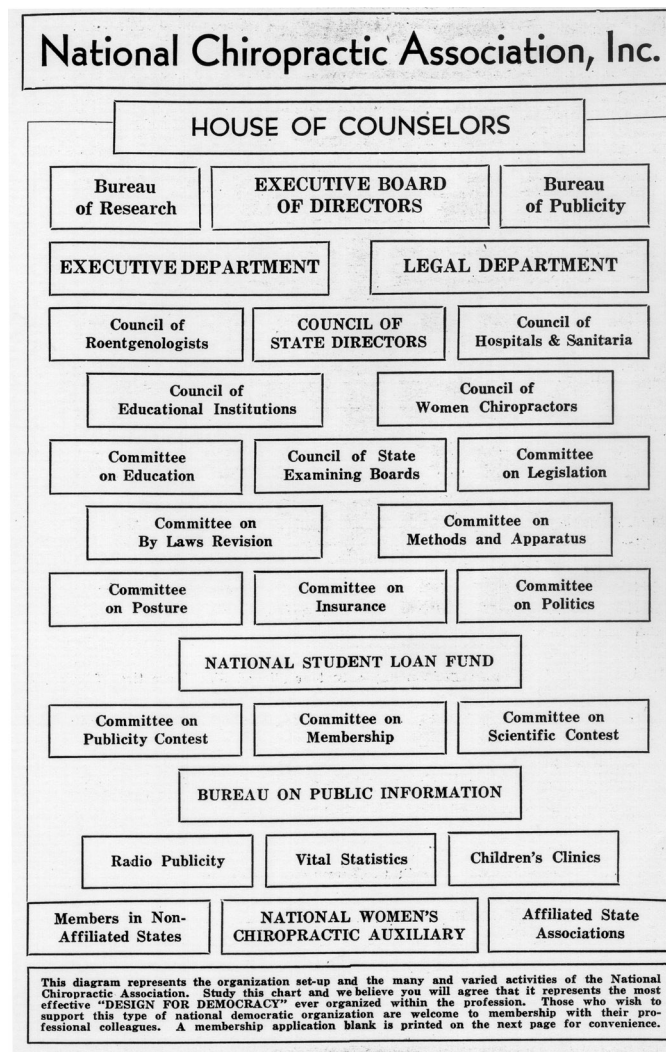 National Chiropractic Association, Inc.
HOUSE OF COUNSELORS
Bureau
of Research
EXECUTIVE BOARD
OF DIRECTORS
Bureau
of Publicity
EXECUTIVE DEPARTMENT
LEGAL DEPARTMENT
Council of
Roentgenologists
COUNCIL OF
STATE DIRECTORS
Council of
Hospitals & Sanitaria
Council of
Educational Institutions
Council of
Women Chiropractors
Committee
on Education
Council of State
Examining Boards
Committee
on Legislation
Committee on
By Laws Revision
Committee on
Methods and Apparatus
Committee
on Posture
Committee on
Insurance
Committee
on Politics
NATIONAL STUDENT LOAN FUND
Committee on
Publicity Contest
Committee on
Membership
Committee on
Scientific Contest
BUREAU ON PUBLIC INFORMATION
Radio Publicity
Vital Statistics
Children's Clinics
Members in Non-
Affiliated States
NATIONAL WOMEN'S
CHIROPRACTIC AUXILIARY
Affiliated State
Associations
This diagram represents the organization set-up and the many and varied activities of the National
Chiropractic Association. Study this chart and we believe you will agree that it represents the most
effective "DESIGN FOR DEMOCRACY" ever organized within the profession. Those who wish to
support this type of national democratic organization are welcome to membership with their pro-
fessional colleagues. A membership application blank is printed on the next page for convenience.